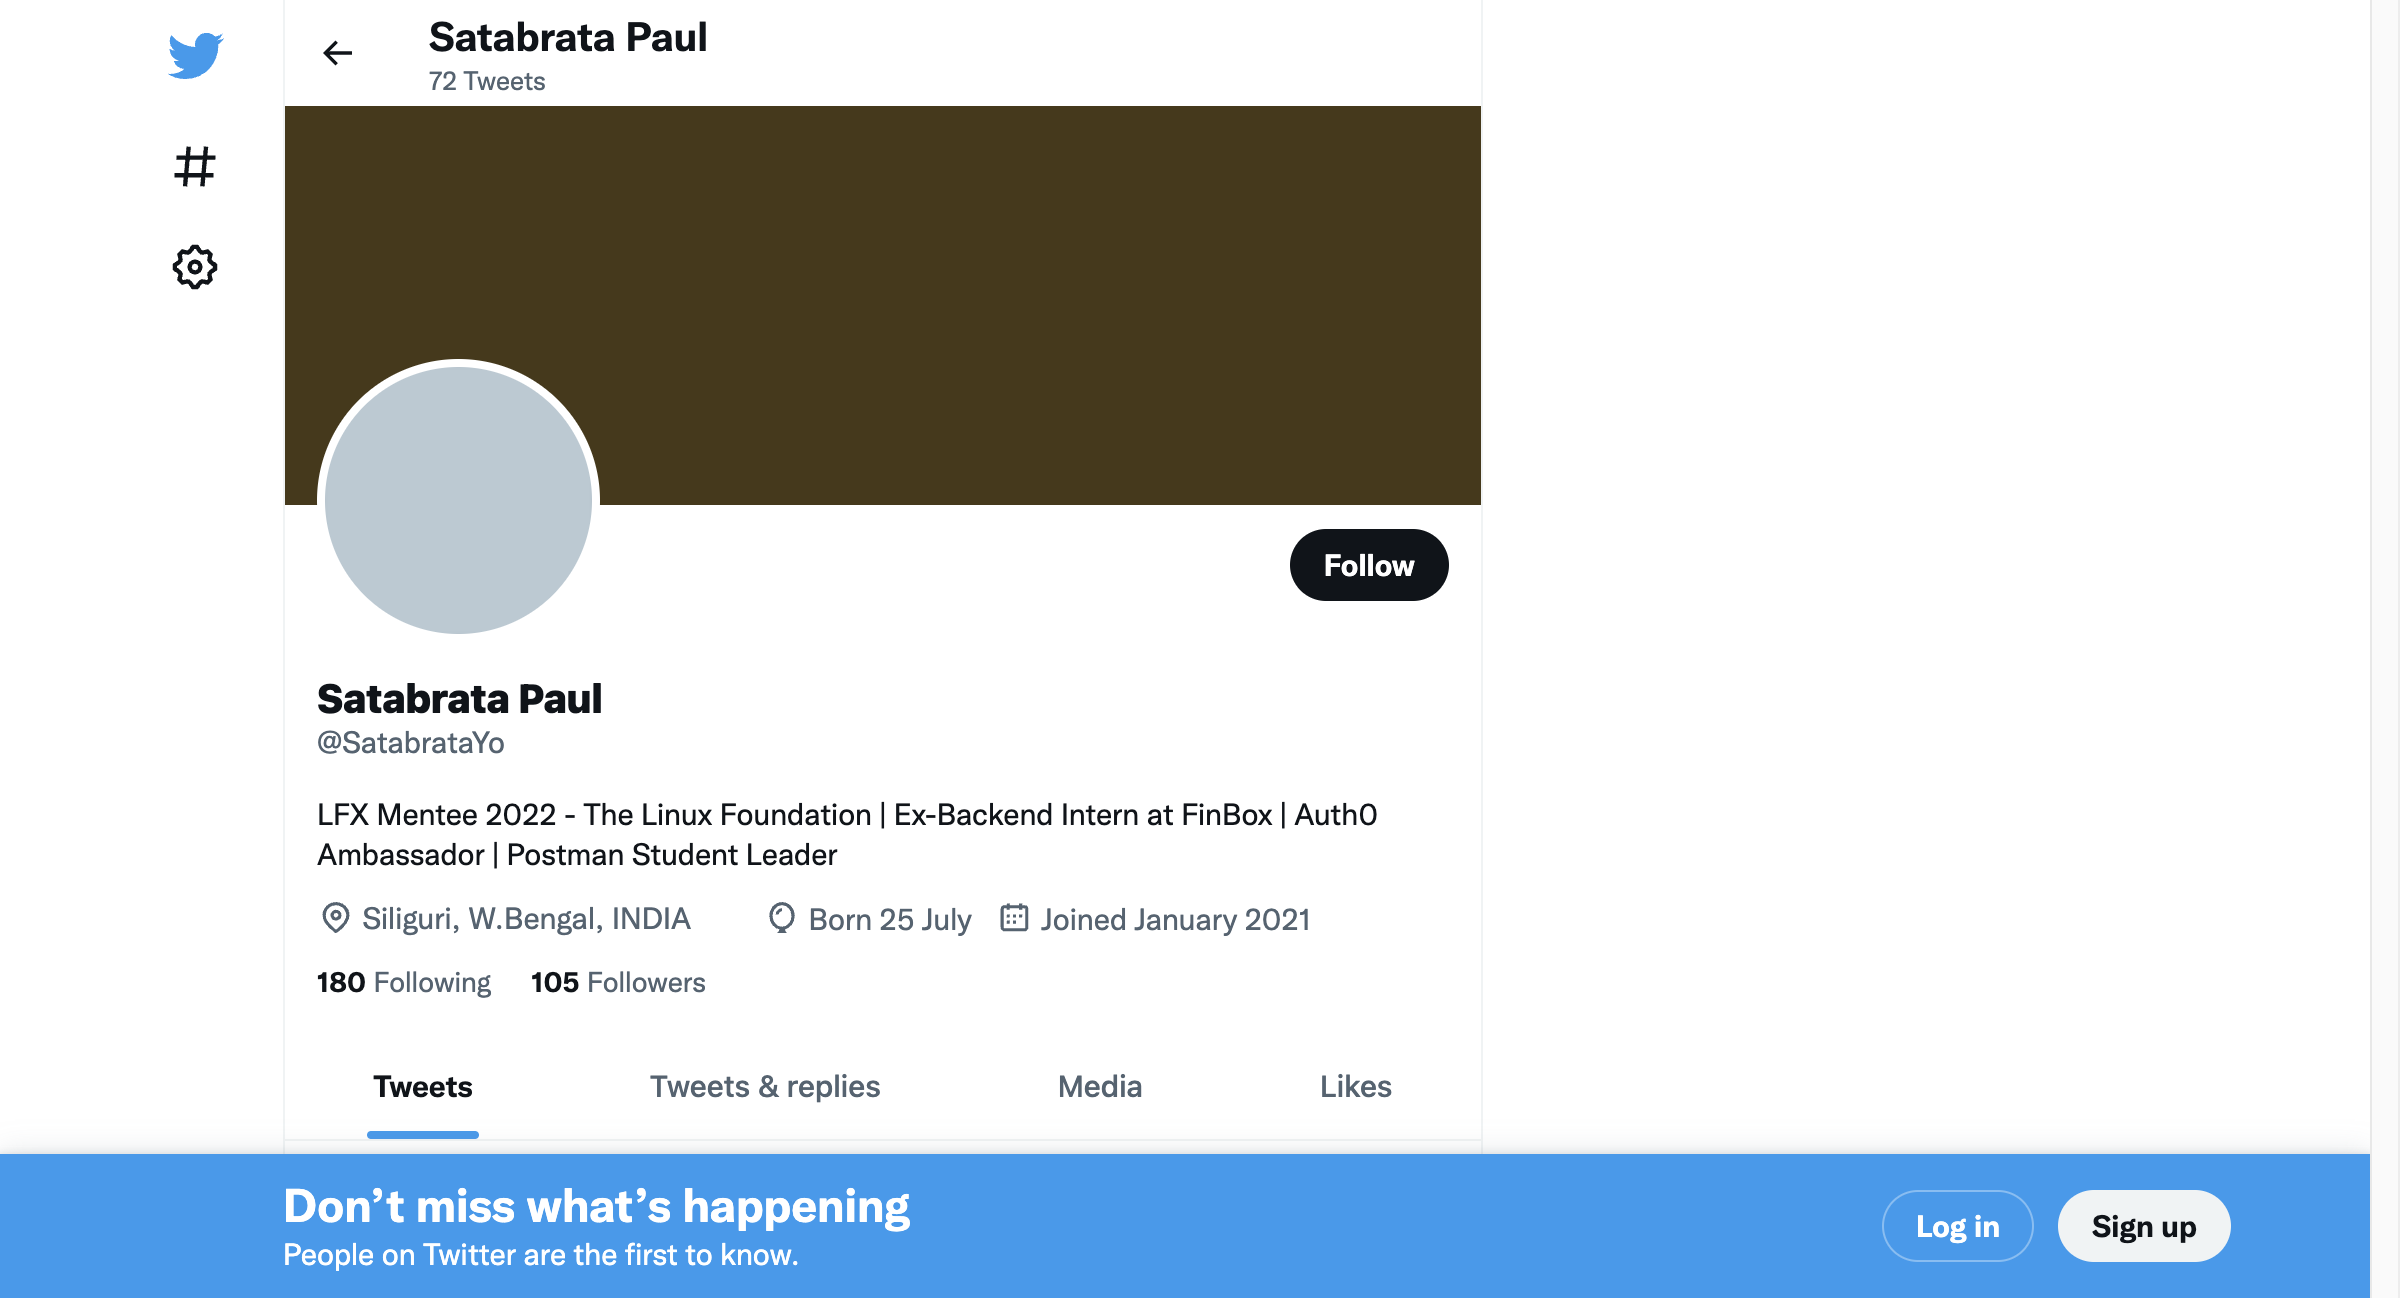 Satabrata Paul
72 Tweets
Follow
Satabrata Paul
@SatabrataYo
LFX Mentee 2022 - The Linux Foundation | Ex-Backend Intern at FinBox | Auth0
Ambassador | Postman Student Leader
Siliguri, W.Bengal, INDIA Born 25 July Joined January 2021
180 Following 105 Followers
Tweets Tweets & replies Media Likes
Don’t miss what’s happening
People on Twitter are the first to know.
Log in Sign up